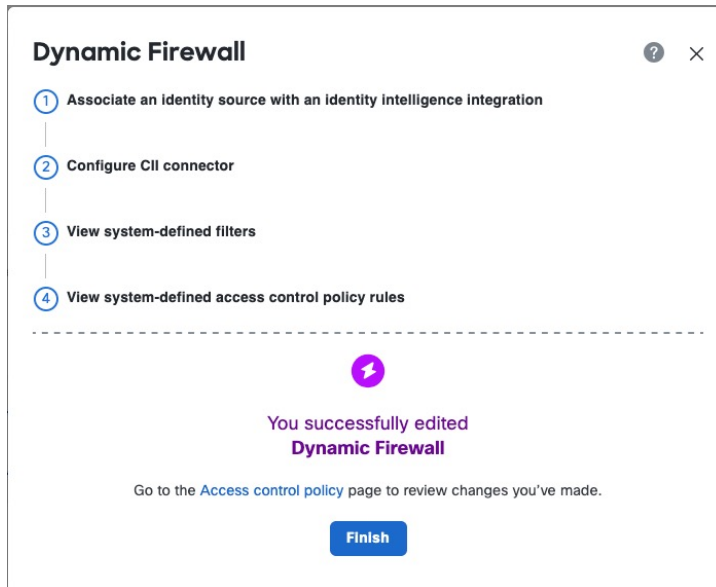 Dynamic Firewall
?
1 Associate an identity source with an identity intelligence integration
2 Configure CII connector
3 View system-defined filters
4 View system-defined access control policy rules
You successfully edited
Dynamic Firewall
Go to the Access control policy page to review changes you've made.
Finish